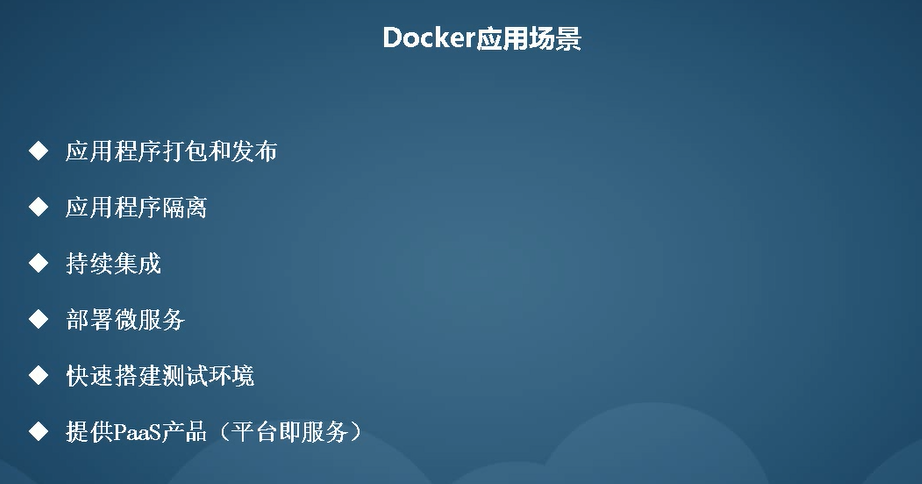 Docker应用场景
◆ 应用程序打包和发布
◆ 应用程序隔离
◆ 持续集成
◆ 部署微服务
◆ 快速搭建测试环境
◆ 提供PaaS产品（平台即服务）